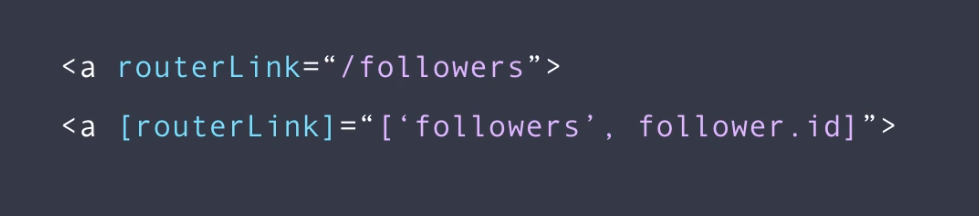 <a routerLink=“/followers”>
<a [routerLink]=“[‘followers’, follower.id]”>